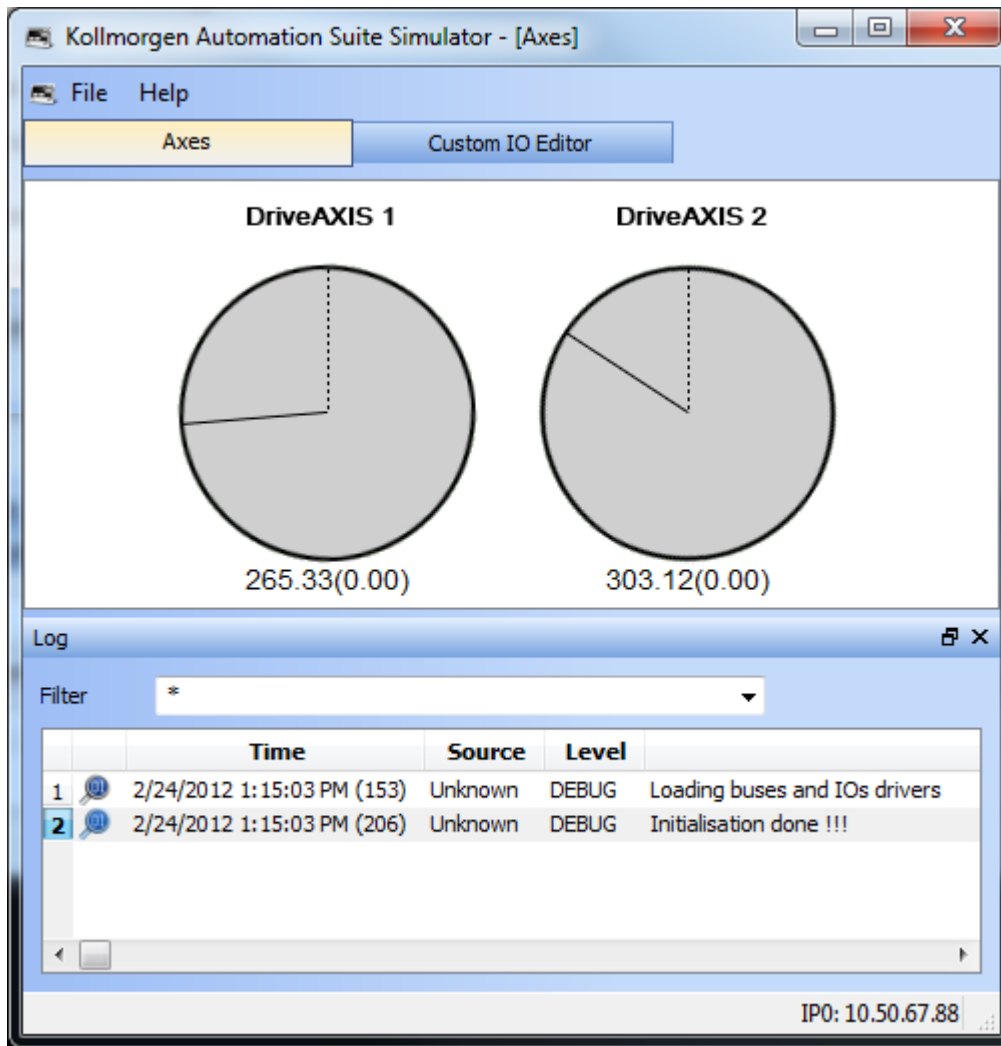 Kollmorgen Automation Suite Simulator - [Axes]
File Help
Axes Custom IO Editor
DriveAXIS 1 DriveAXIS 2
265.33(0.00) 303.12(0.00)
Log
Filter *
Time Source Level
1 2/24/2012 1:15:03 PM (153) Unknown DEBUG Loading buses and IOs drivers
2 2/24/2012 1:15:03 PM (206) Unknown DEBUG Initialisation done !!!
IP0: 10.50.67.88